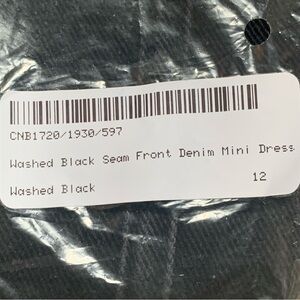 CNB1720/1930/597
Washed Black Seam Front Denim Mini Dress
Washed Black
12